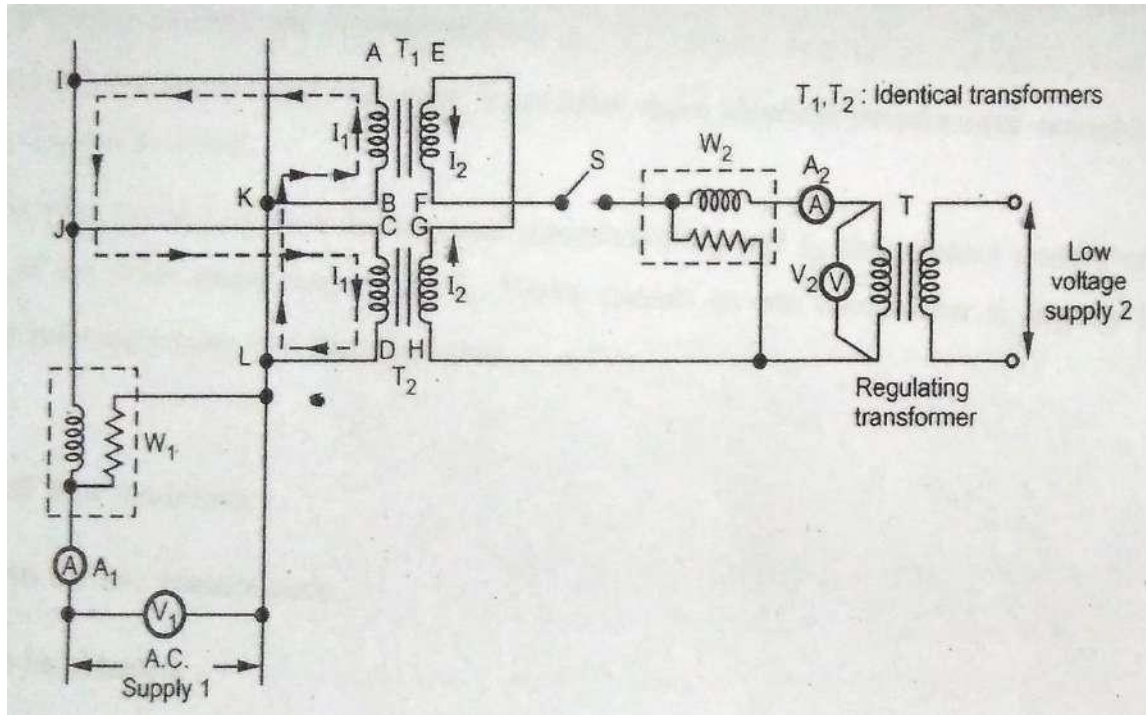 A T₁ E
I
T₁,T₂ : Identical transformers
I₁
I₂
W₂
A₂
S
K
B F
A
T
J
C G
I₁
I₂
V₂
V
Low
voltage
supply 2
L
D H
T₂
Regulating
transformer
W₁
A
A₁
V₁
A.C.
Supply 1